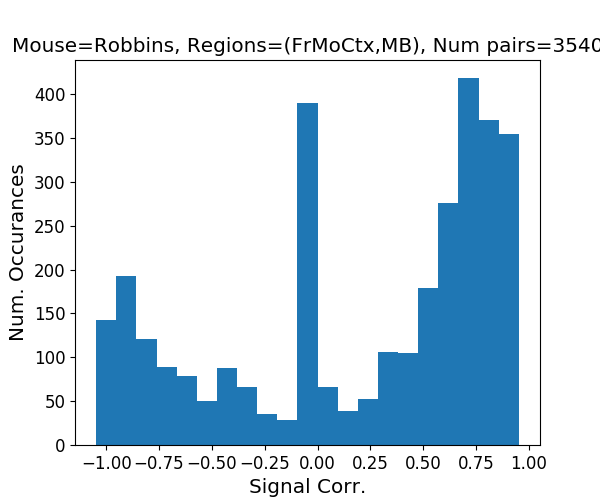 Mouse=Robbins, Regions=(FrMoCtx,MB), Num pairs=3540
400
350
300
250
200
150
100
50
0
Num. Occurances
−1.00 −0.75 −0.50 −0.25 0.00 0.25 0.50 0.75 1.00
Signal Corr.